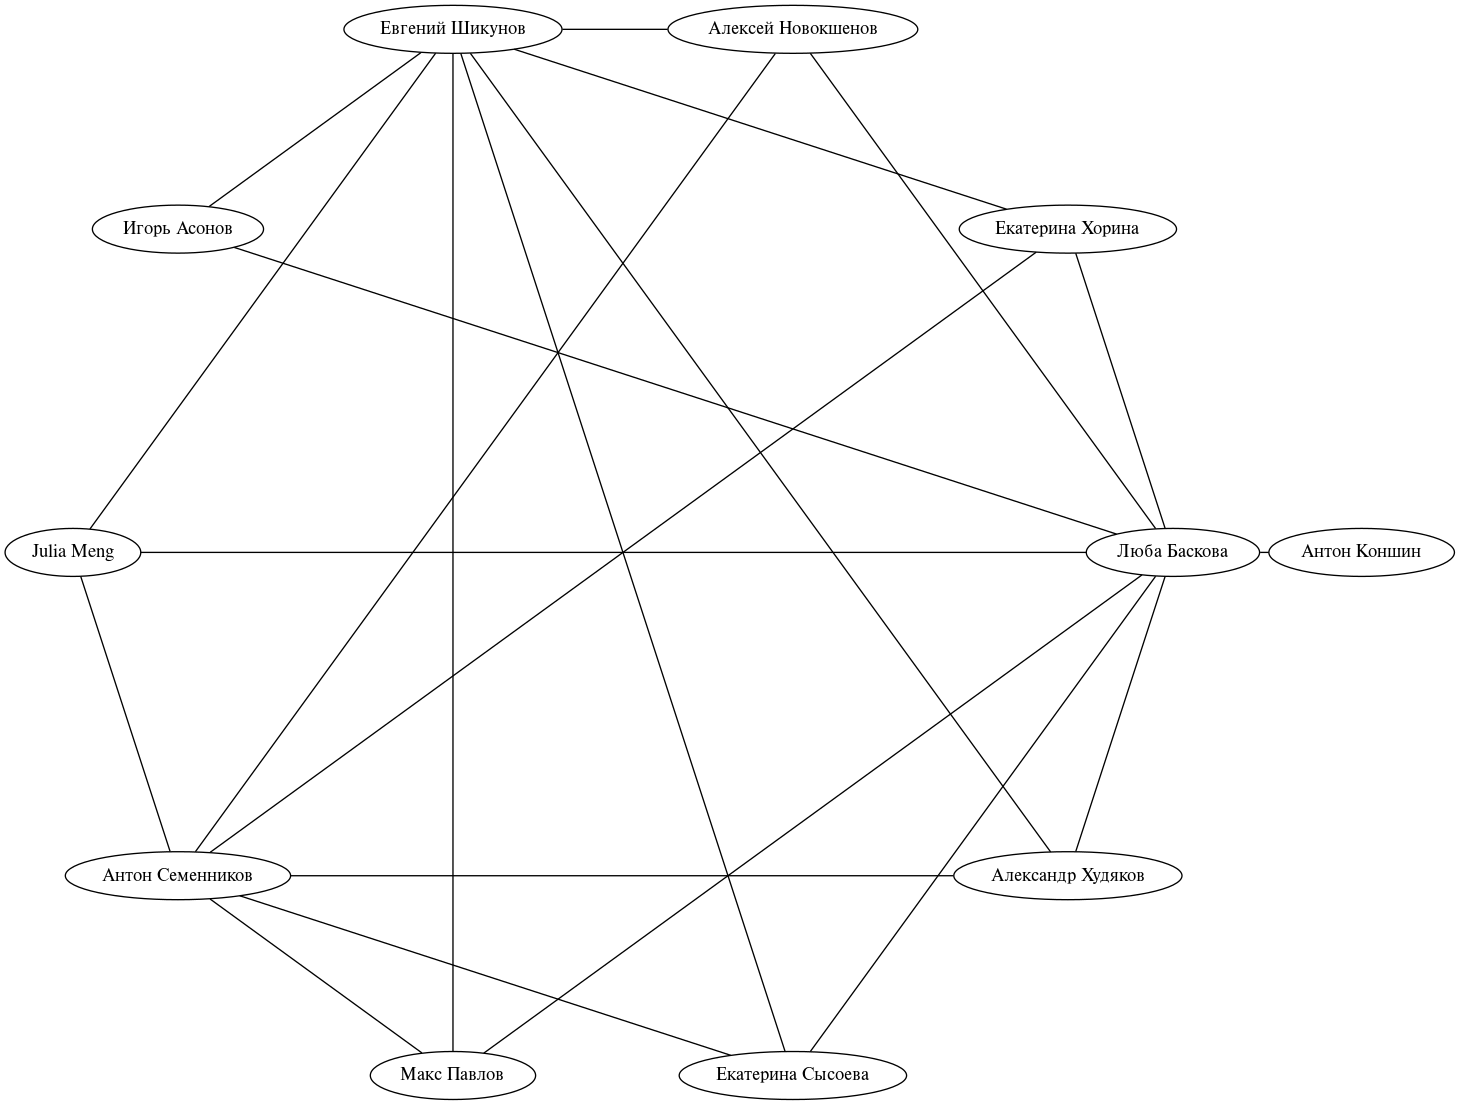 Евгений Шикунов
Алексей Новокшенов
Игорь Асонов
Екатерина Хорина
Julia Meng
Люба Баскова
Антон Коншин
Антон Семенников
Александр Худяков
Макс Павлов
Екатерина Сысоева